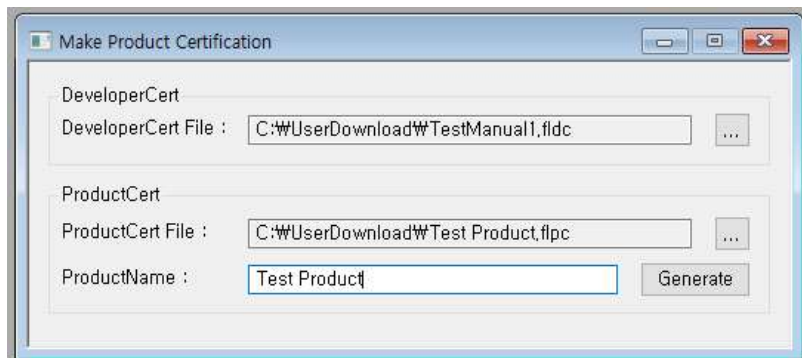 Make Product Certification
DeveloperCert
DeveloperCert File : C:₩UserDownload₩TestManual1.fldc ...
ProductCert
ProductCert File : C:₩UserDownload₩Test Product.flpc ...
ProductName : Test Product Generate